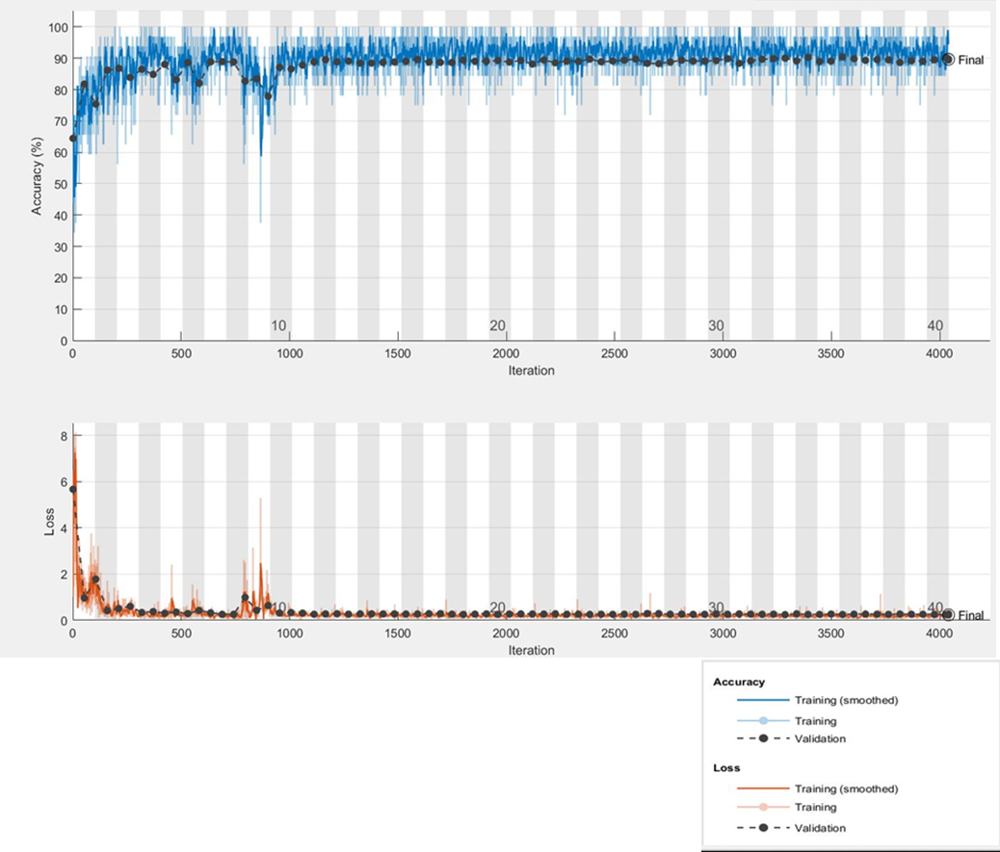 100
90
80
70
60
50
40
30
20
10
0
Accuracy (%)
Final
10 20 30 40
0 500 1000 1500 2000 2500 3000 3500 4000
Iteration
8
6
4
2
0
Loss
10 20 30 40
Final
0 500 1000 1500 2000 2500 3000 3500 4000
Iteration
Accuracy
Training (smoothed)
Training
Validation
Loss
Training (smoothed)
Training
Validation